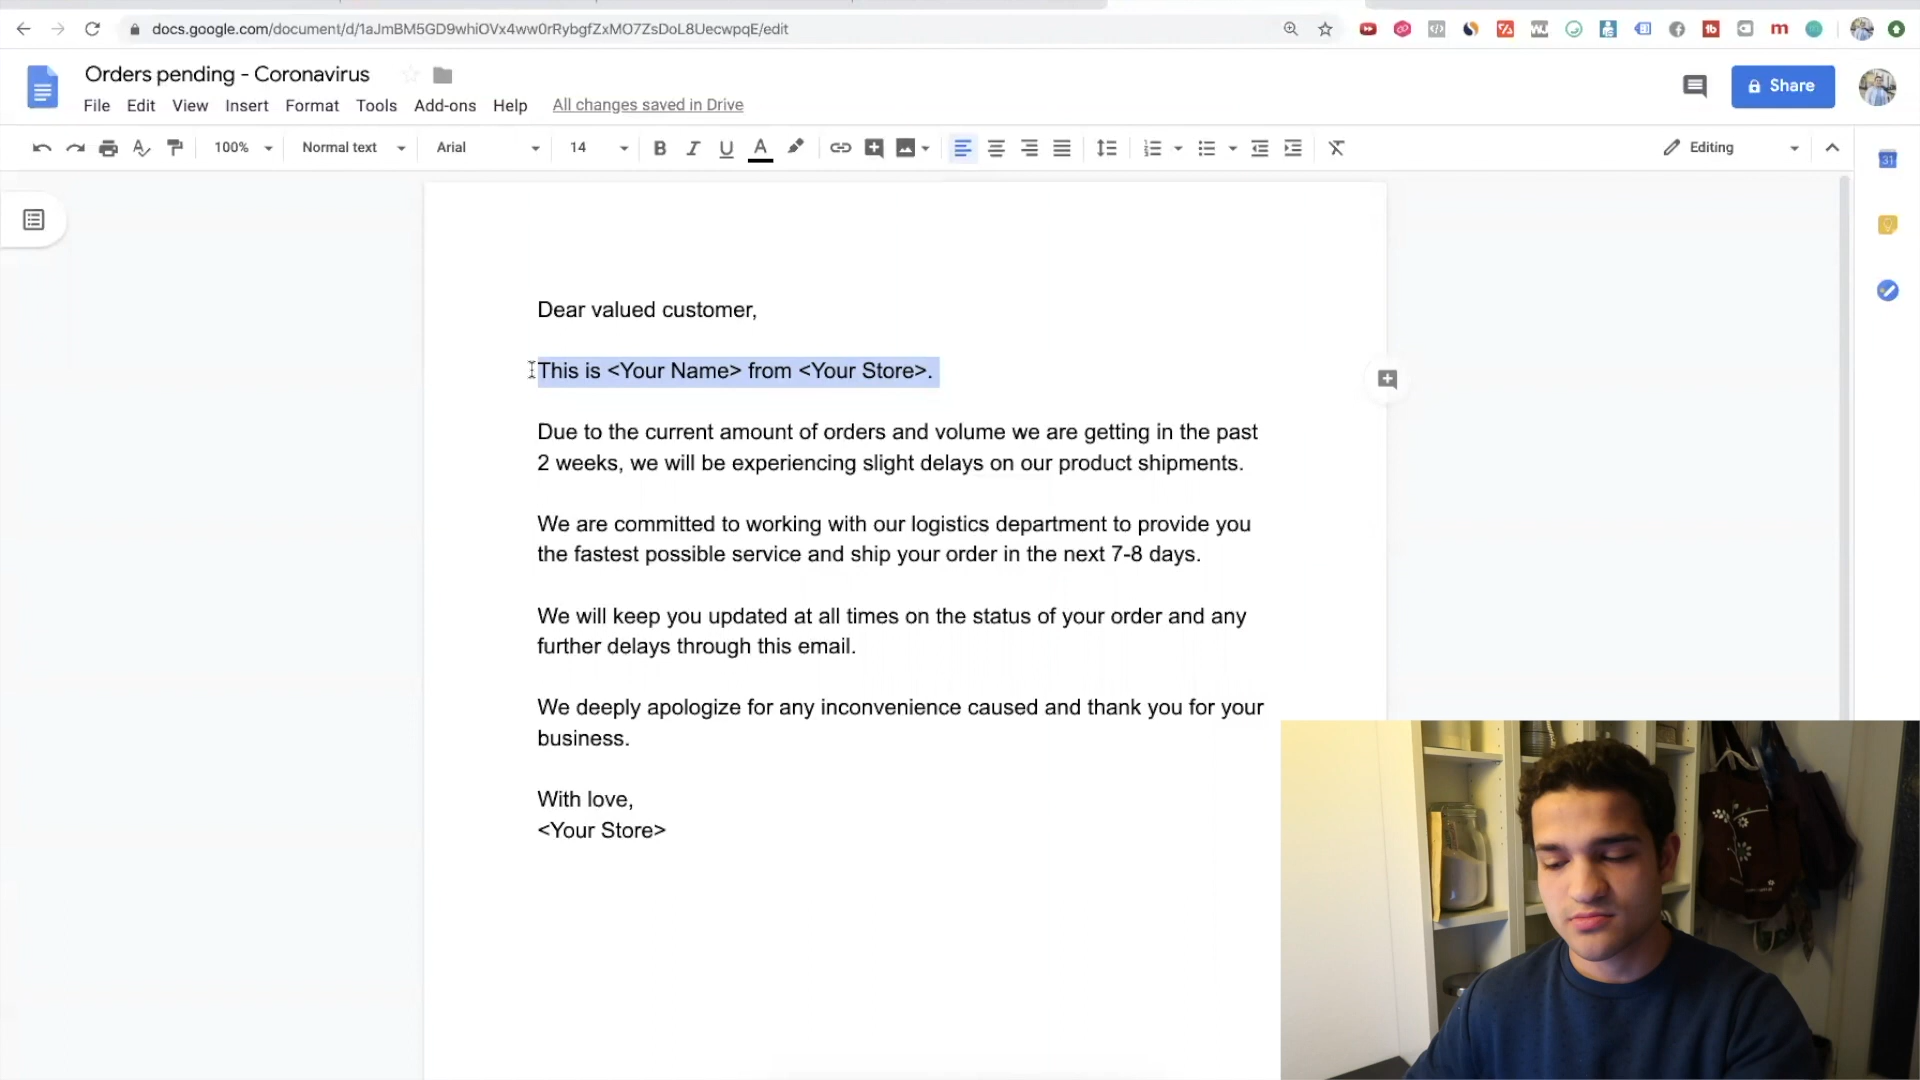 docs.google.com/document/d/1aJmBM5GD9whiOVx4ww0rRybgfZxMO7ZsDoL8UecwpqE/edit
Orders pending - Coronavirus
File Edit View Insert Format Tools Add-ons Help All changes saved in Drive
Share
100% Normal text Arial 14 B I U A Editing
31
Dear valued customer,
This is <Your Name> from <Your Store>.
Due to the current amount of orders and volume we are getting in the past
2 weeks, we will be experiencing slight delays on our product shipments.
We are committed to working with our logistics department to provide you
the fastest possible service and ship your order in the next 7-8 days.
We will keep you updated at all times on the status of your order and any
further delays through this email.
We deeply apologize for any inconvenience caused and thank you for your
business.
With love,
<Your Store>